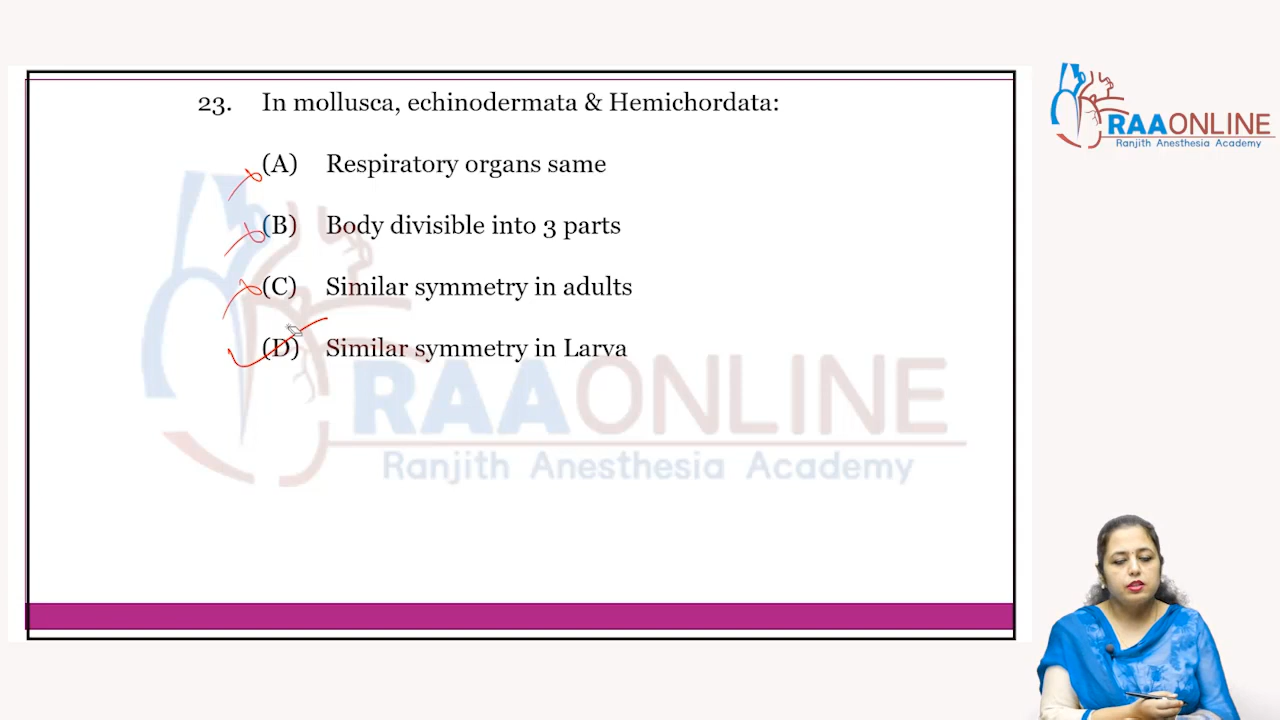 23. In mollusca, echinodermata & Hemichordata:
(A) Respiratory organs same
(B) Body divisible into 3 parts
(C) Similar symmetry in adults
(D) Similar symmetry in Larva
RAAONLINE
Ranjith Anesthesia Academy
RAAONLINE
Ranjith Anesthesia Academy